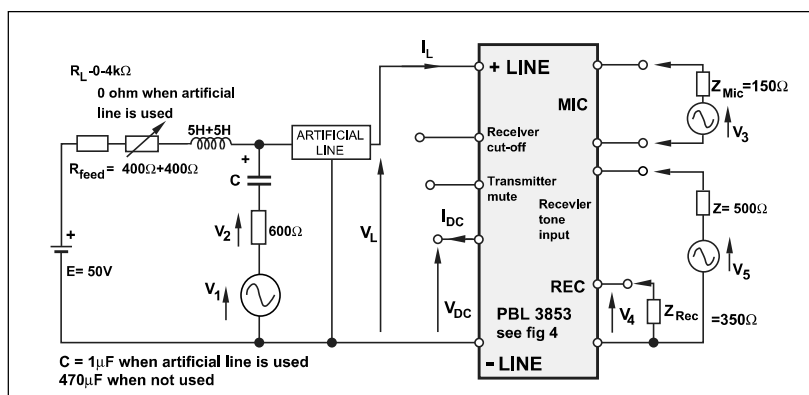 R_L -0-4kΩ
0 ohm when artificial
line is used
5H+5H
R_feed = 400Ω+400Ω
+
E= 50V
+
C
V_2
600Ω
V_1
ARTIFICIAL
LINE
I_L
V_L
I_DC
V_DC
+ LINE
MIC
Receiver
cut-off
Transmitter
mute
Recevler
tone
input
REC
PBL 3853
see fig 4
- LINE
Z_Mic =150Ω
V_3
Z= 500Ω
V_5
V_4
Z_Rec =350Ω
C = 1µF when artificial line is used
470µF when not used